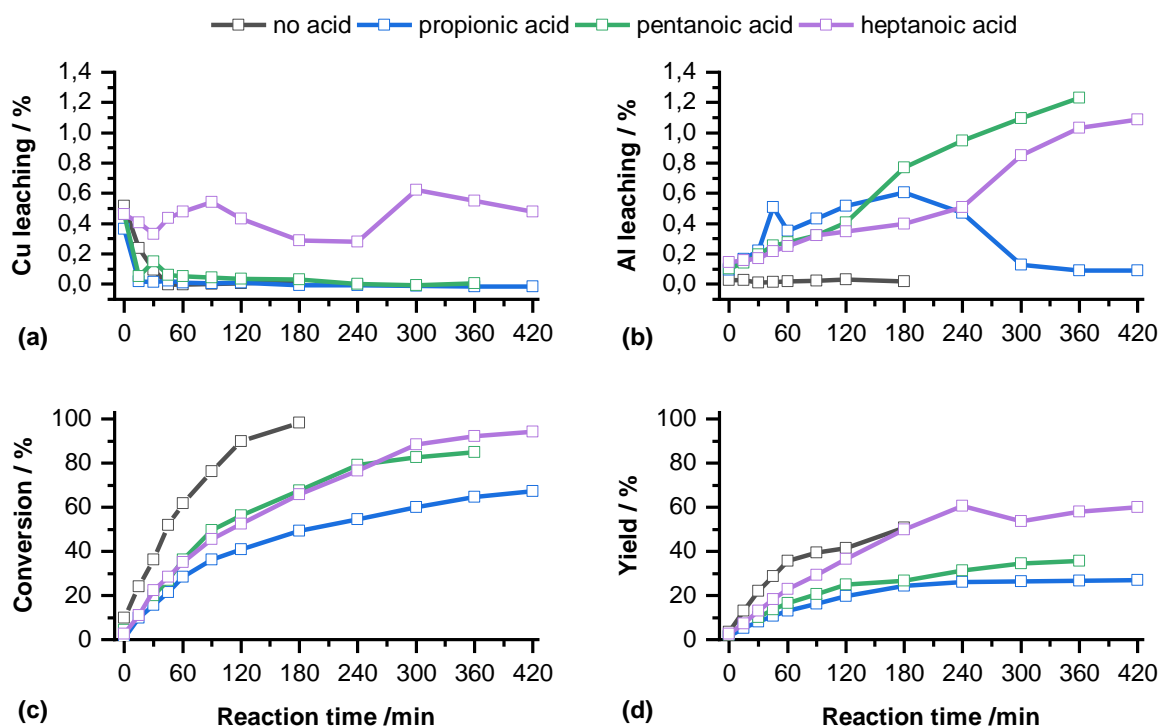 no acid propionic acid pentanoic acid heptanoic acid
Cu leaching / %
1,4
1,2
1,0
0,8
0,6
0,4
0,2
0,0
0 60 120 180 240 300 360 420
(a)
Al leaching / %
1,4
1,2
1,0
0,8
0,6
0,4
0,2
0,0
0 60 120 180 240 300 360 420
(b)
Conversion / %
100
80
60
40
20
0
0 60 120 180 240 300 360 420
(c)
Reaction time /min
Yield / %
100
80
60
40
20
0
0 60 120 180 240 300 360 420
(d)
Reaction time /min